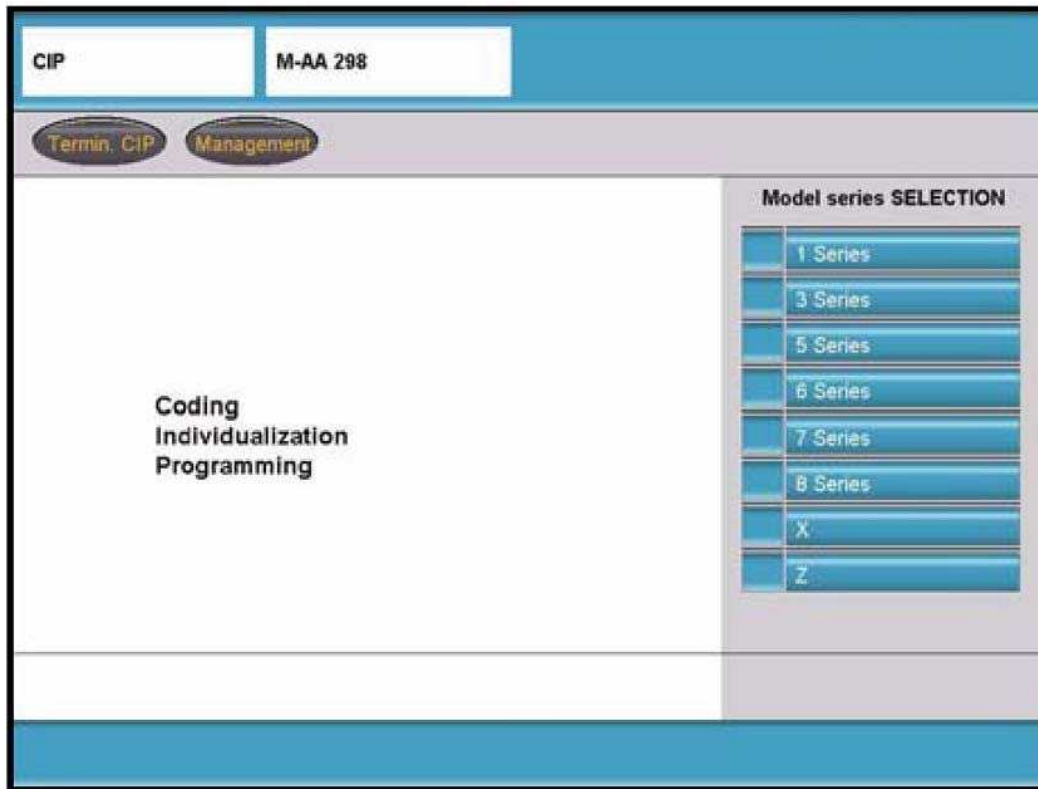 CIP
M-AA 298
Termin. CIP
Management
Model series SELECTION
1 Series
3 Series
5 Series
6 Series
7 Series
8 Series
X
Z
Coding
Individualization
Programming